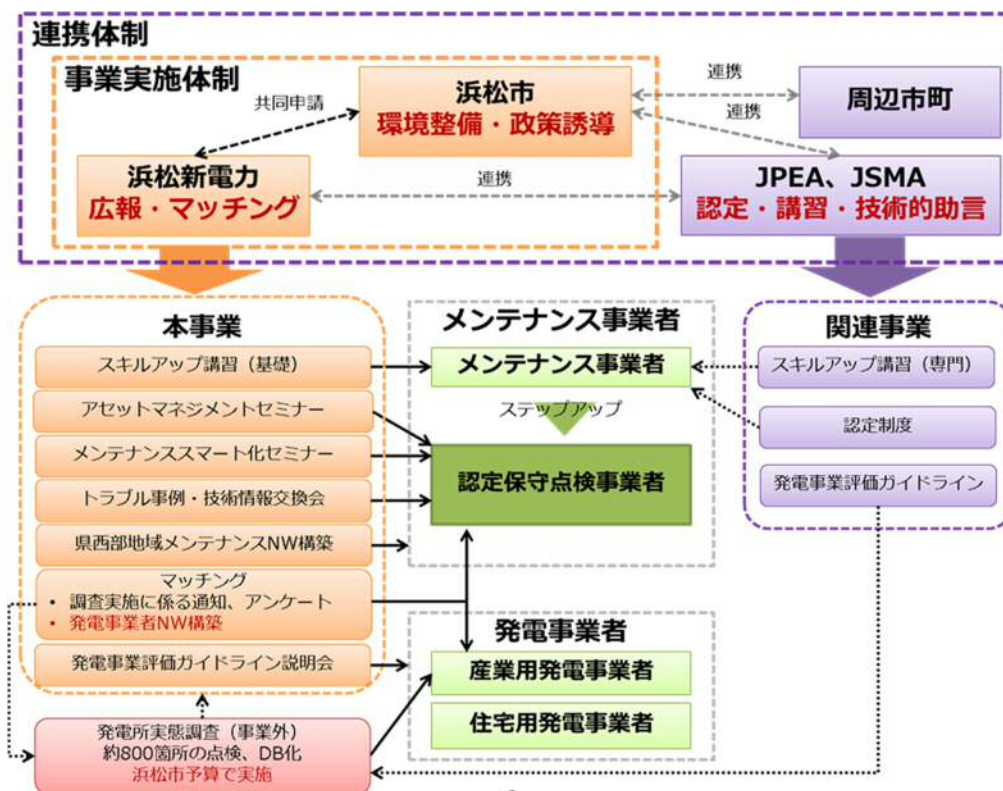 連携体制
事業実施体制
共同申請
浜松市
環境整備・政策誘導
連携
連携
周辺市町
浜松新電力
広報・マッチング
連携
JPEA、JSMA
認定・講習・技術的助言
本事業
スキルアップ講習（基礎）
アセットマネジメントセミナー
メンテナンススマート化セミナー
トラブル事例・技術情報交換会
県西部地域メンテナンスNW構築
マッチング
• 調査実施に係る通知、アンケート
• 発電事業者NW構築
発電事業評価ガイドライン説明会
発電所実態調査（事業外）
約800箇所の点検、DB化
浜松市予算で実施
メンテナンス事業者
メンテナンス事業者
ステップアップ
認定保守点検事業者
発電事業者
産業用発電事業者
住宅用発電事業者
関連事業
スキルアップ講習（専門）
認定制度
発電事業評価ガイドライン